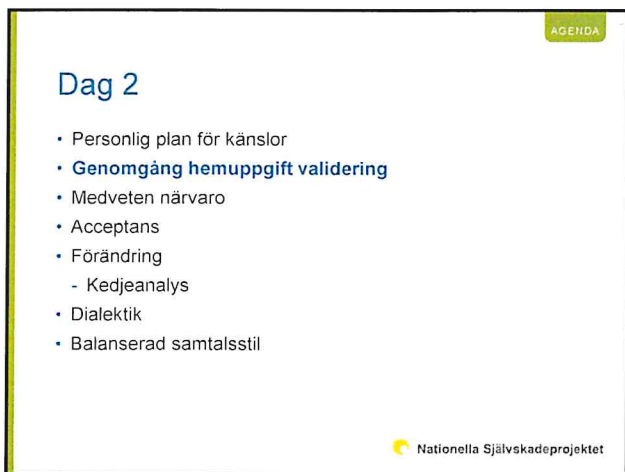 AGENDA
Dag 2
• Personlig plan för känslor
• Genomgång hemuppgift validering
• Medveten närvaro
• Acceptans
• Förändring
- Kedjeanalys
• Dialektik
• Balanserad samtalsstil
Nationella Självskadeprojektet